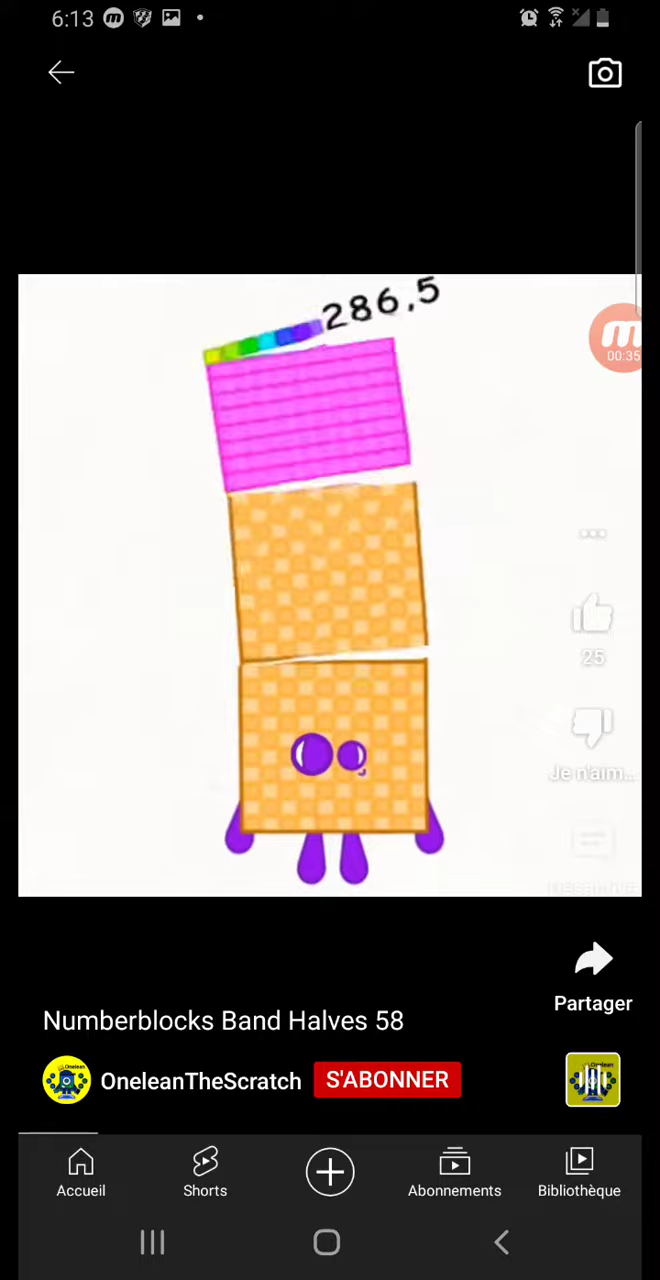 6:13
286,5
00:35
25
Je n'aim...
Partager
Numberblocks Band Halves 58
OneleanTheScratch
S'ABONNER
Accueil
Shorts
Abonnements
Bibliothèque